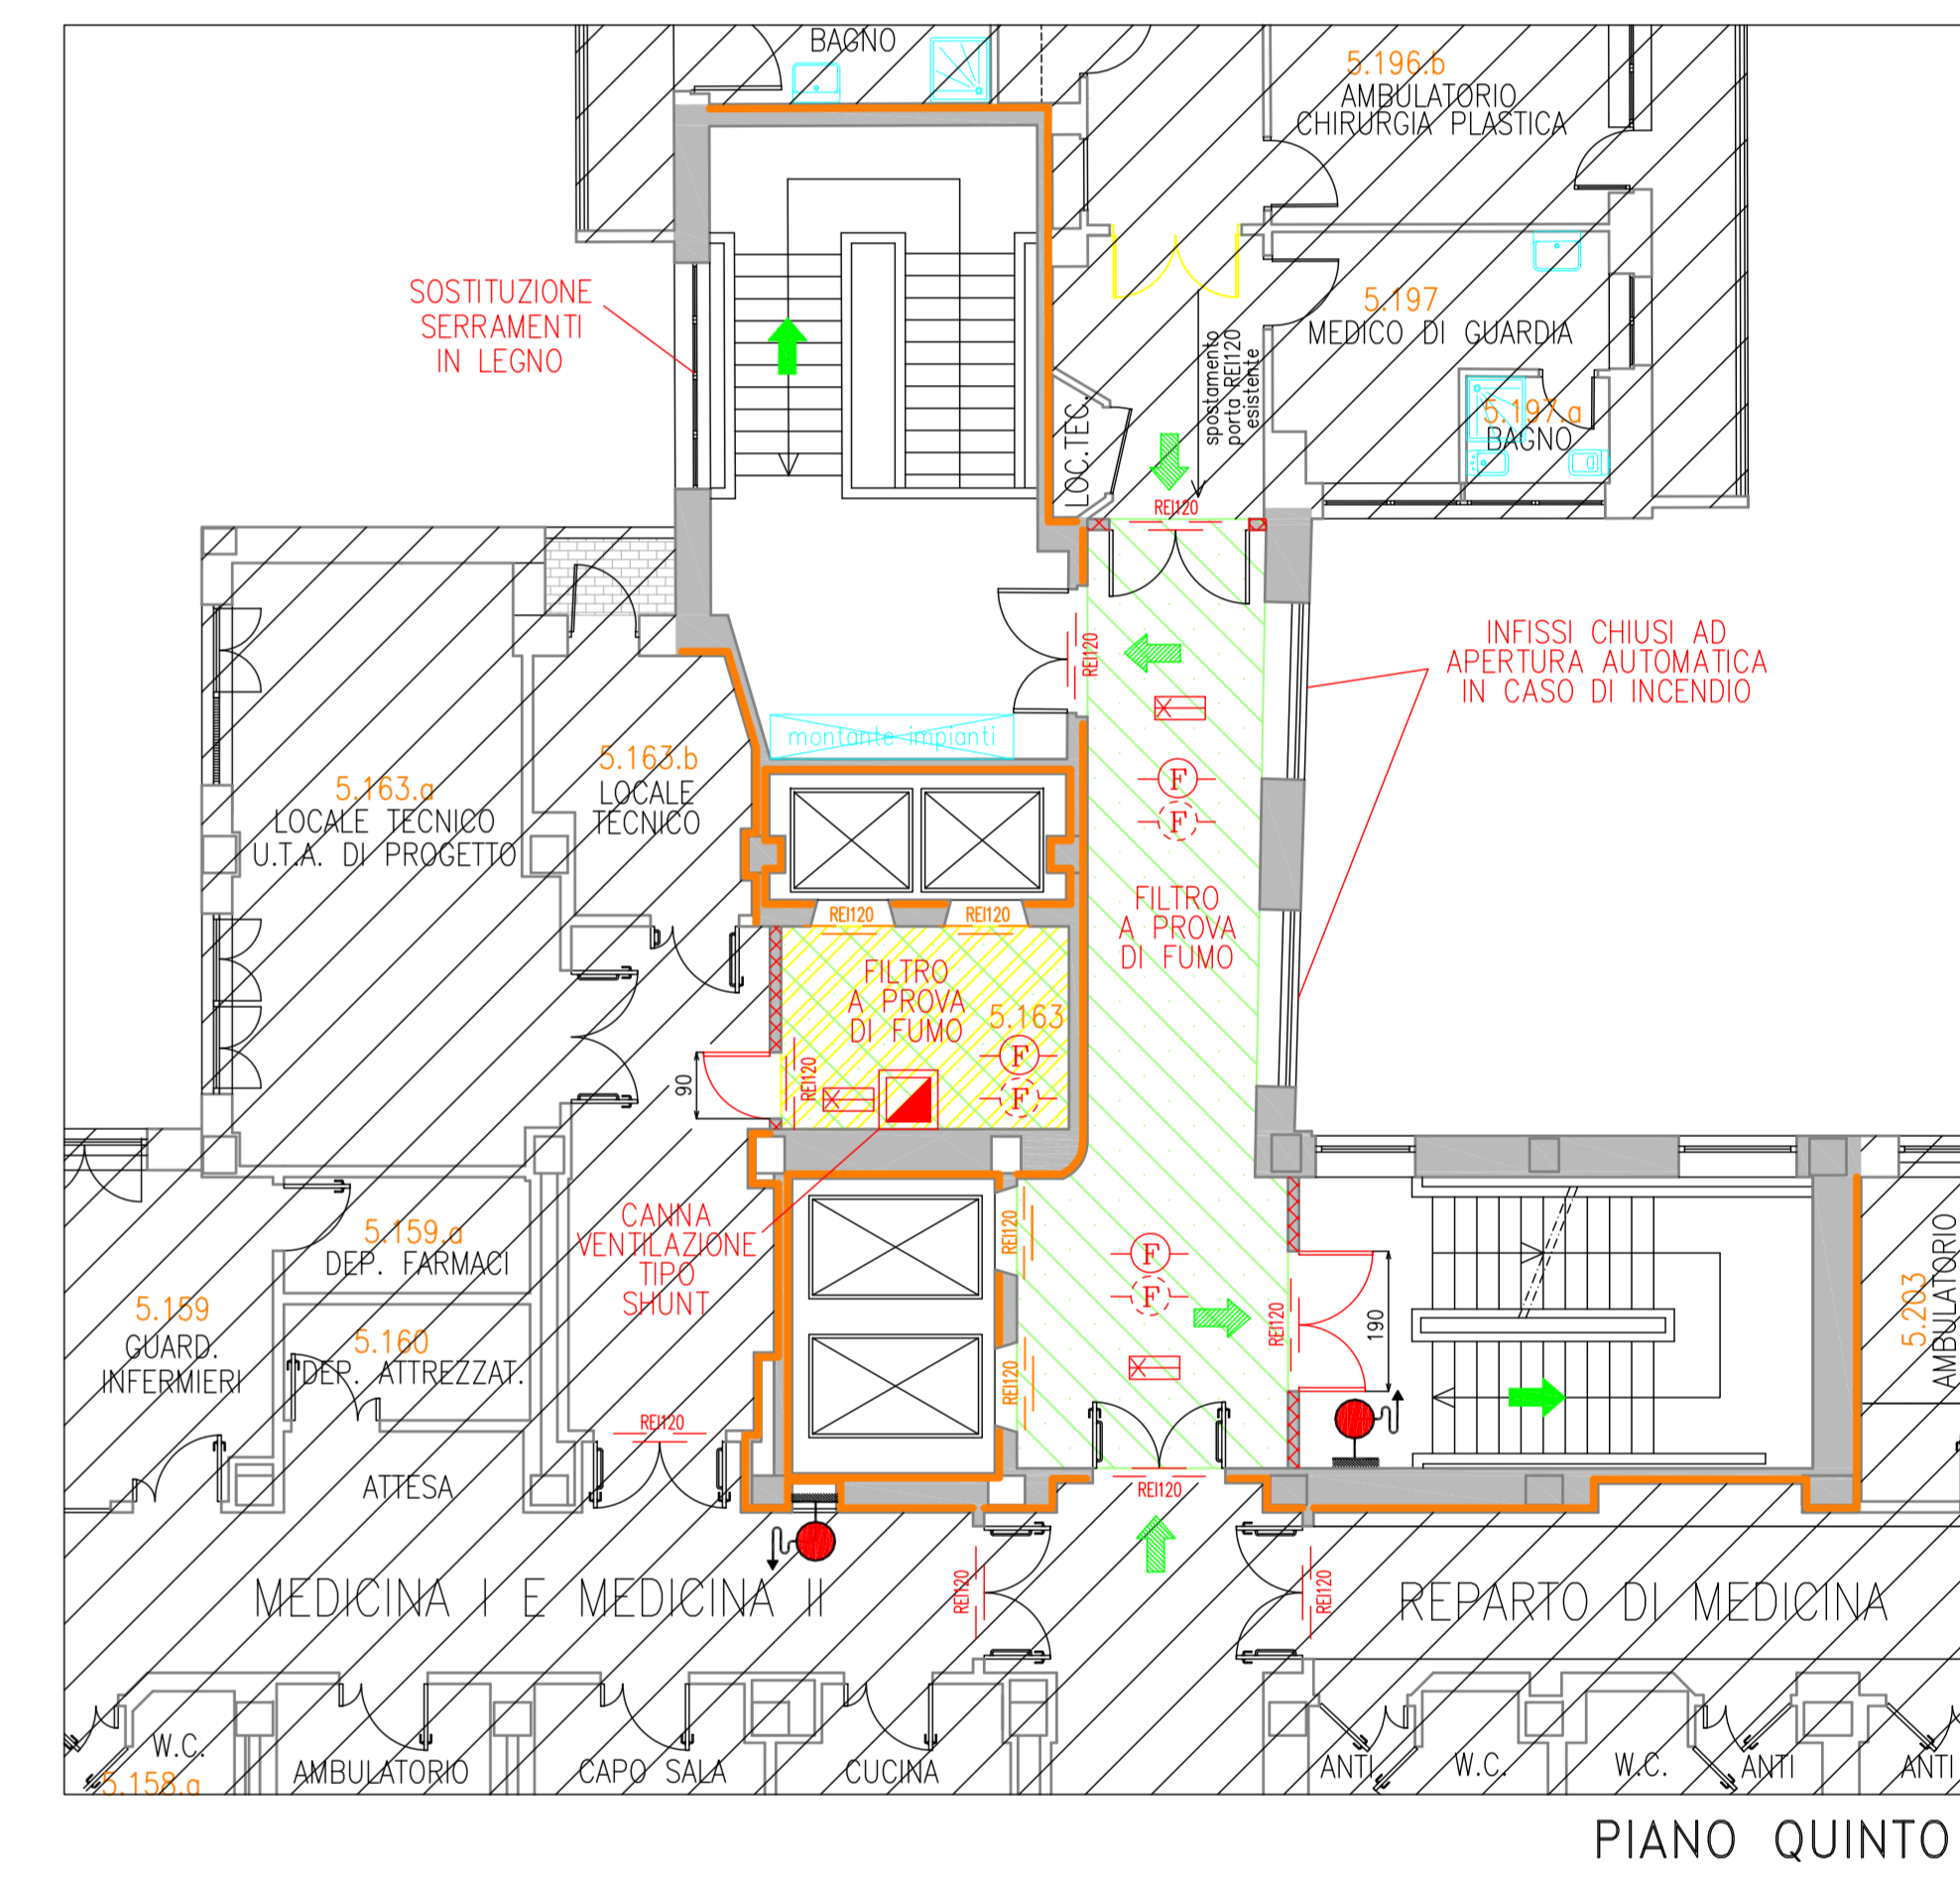 BAGNO
5.196.b
AMBULATORIO
CHIRURGIA PLASTICA
SOSTITUZIONE
SERRAMENTI
IN LEGNO
5.197
MEDICO DI GUARDIA
spostamento
porta REI120
esistente
LOC.TEC.
5.197.a
BAGNO
REI120
REI120
INFISSI CHIUSI AD
APERTURA AUTOMATICA
IN CASO DI INCENDIO
montante impianti
5.163.b
LOCALE
TECNICO
5.163.a
LOCALE TECNICO
U.T.A. DI PROGETTO
F
F
FILTRO
A PROVA
DI FUMO
REI120
REI120
FILTRO
A PROVA
DI FUMO
5.163
F
F
REI120
90
CANNA
VENTILAZIONE
TIPO
SHUNT
5.159.a
DEP. FARMACI
5.159
GUARD.
INFERMIERI
5.160
DEP. ATTREZZAT.
REI120
REI120
F
F
REI120
190
5.203
AMBULATORIO
REI120
ATTESA
REI120
REI120
REI120
MEDICINA I E MEDICINA II
REPARTO DI MEDICINA
W.C.
5.158.a
AMBULATORIO
CAPO SALA
CUCINA
ANTI
W.C.
W.C.
ANTI
ANTI
PIANO QUINTO